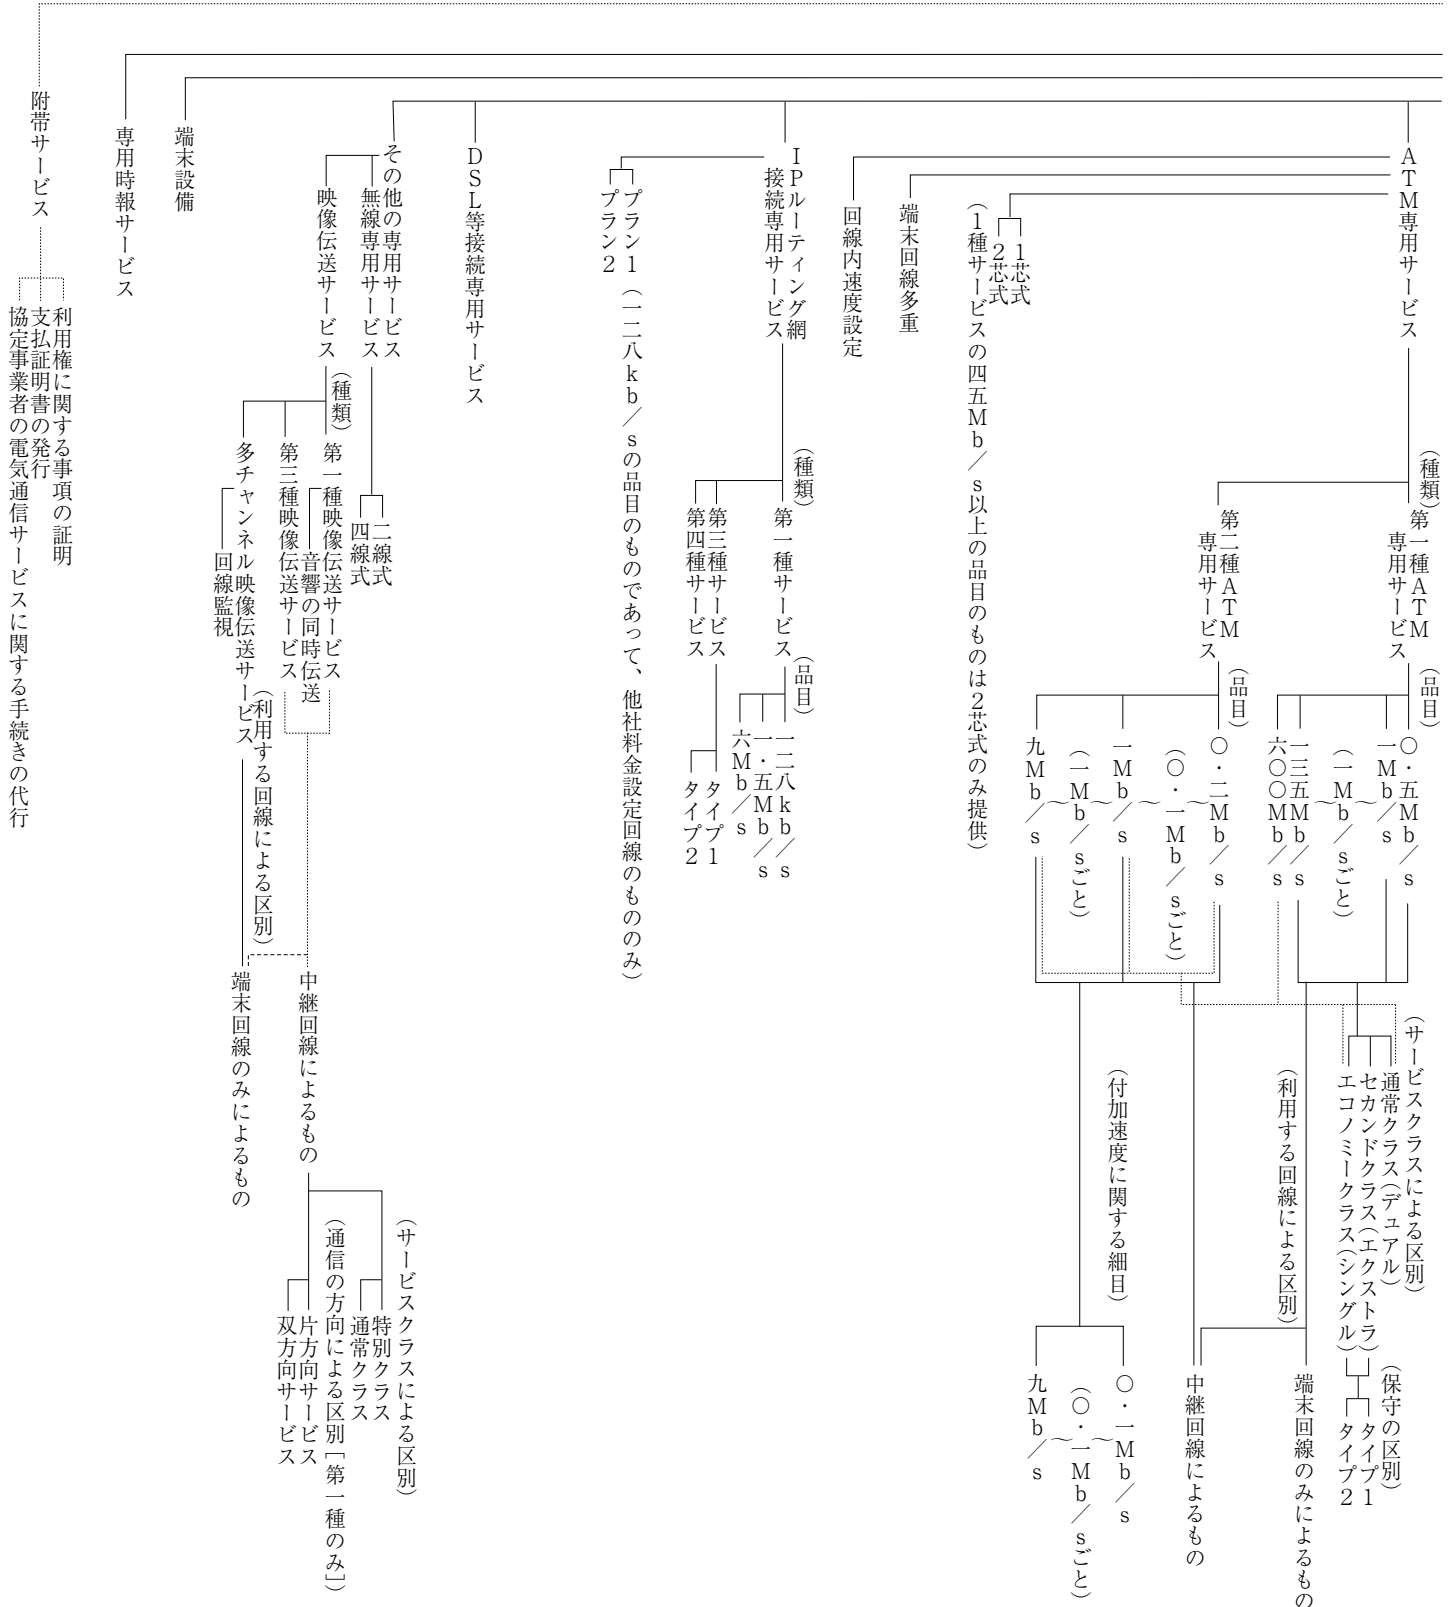 ATM専用サービス
(種類)
第一種ATM
専用サービス
(品目)
〇・五Mb/s
一Mb/s
〜
(一Mb/sごと)
〜
一三五Mb/s
六〇〇Mb/s
(サービスクラスによる区別)
通常クラス(デュアル)
セカンドクラス(エクストラ)
エコノミークラス(シングル)
(保守の区別)
タイプ1
タイプ2
(利用する回線による区別)
端末回線のみによるもの
中継回線によるもの
第二種ATM
専用サービス
(品目)
〇・二Mb/s
〜
(〇・一Mb/sごと)
〜
一Mb/s
〜
(一Mb/sごと)
〜
九Mb/s
(付加速度に関する細目)
〇・一Mb/s
〜
(〇・一Mb/sごと)
〜
九Mb/s
1芯式
2芯式
(1種サービスの四五Mb/s以上の品目のものは2芯式のみ提供)
端末回線多重
回線内速度設定
IPルーティング網
接続専用サービス
(種類)
第一種サービス
(品目)
一二八kb/s
一・五Mb/s
六Mb/s
第三種サービス
第四種サービス
タイプ1
タイプ2
プラン1(一二八kb/sの品目のものであって、他社料金設定回線のもののみ)
プラン2
DSL等接続専用サービス
その他の専用サービス
無線専用サービス
二線式
四線式
映像伝送サービス
(種類)
第一種映像伝送サービス
音響の同時伝送
第三種映像伝送サービス
多チャンネル映像伝送サービス
回線監視
(利用する回線による区別)
中継回線によるもの
端末回線のみによるもの
(サービスクラスによる区別)
特別クラス
通常クラス
(通信の方向による区別[第一種のみ])
片方向サービス
双方向サービス
端末設備
専用時報サービス
附帯サービス
利用権に関する事項の証明
支払証明書の発行
協定事業者の電気通信サービスに関する手続きの代行